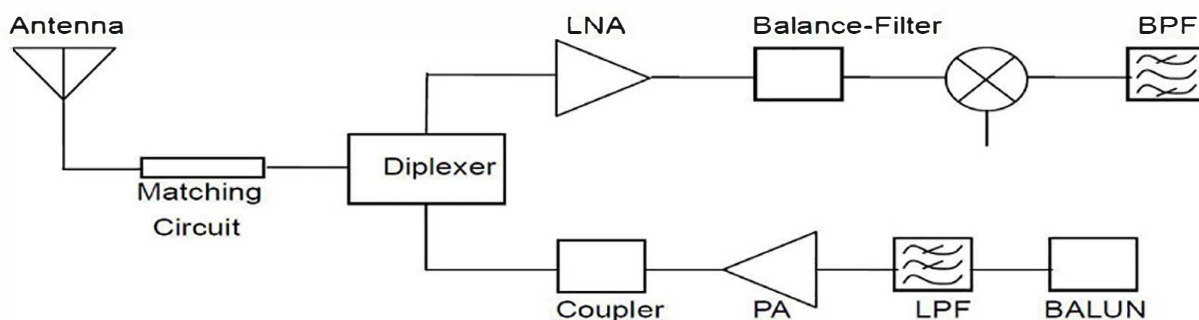 Antenna
LNA
Balance-Filter
BPF
Diplexer
Matching
Circuit
Coupler
PA
LPF
BALUN